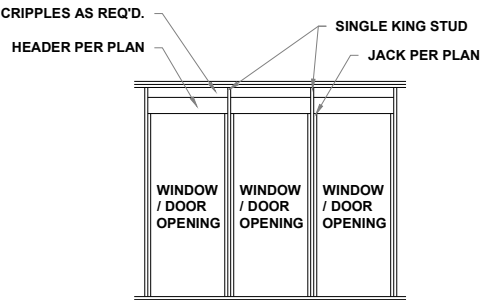 CRIPPLES AS REQ'D.
HEADER PER PLAN
SINGLE KING STUD
JACK PER PLAN
WINDOW
/ DOOR
OPENING
WINDOW
/ DOOR
OPENING
WINDOW
/ DOOR
OPENING